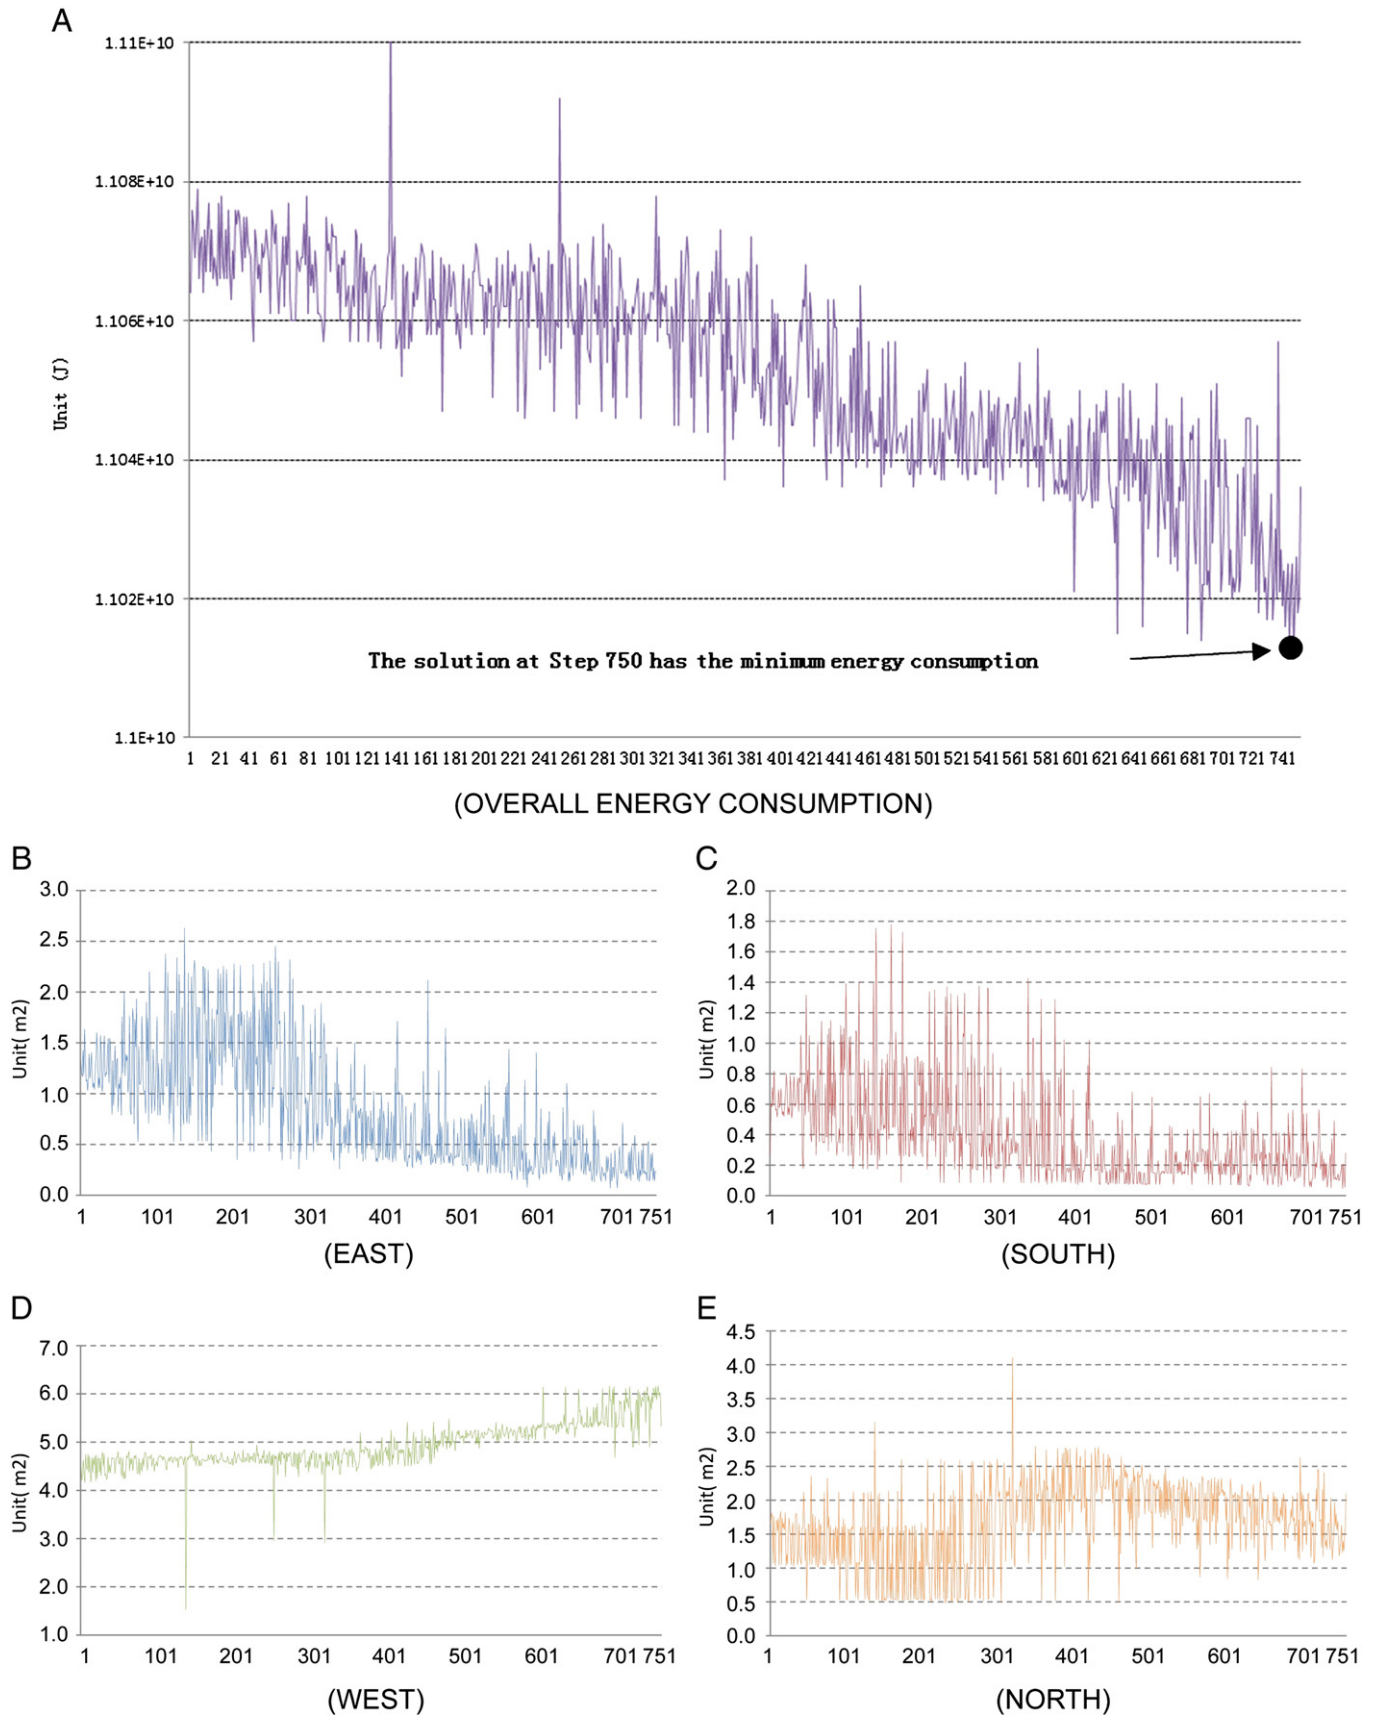 A
1.11E+10
1.108E+10
1.106E+10
1.104E+10
1.102E+10
1.1E+10
Unit (J)
The solution at Step 750 has the minimum energy consumption
1 21 41 61 81 101 121 141 161 181 201 221 241 261 281 301 321 341 361 381 401 421 441 461 481 501 521 541 561 581 601 621 641 661 681 701 721 741
(OVERALL ENERGY CONSUMPTION)
B
3.0
2.5
2.0
1.5
1.0
0.5
0.0
Unit( m2)
1 101 201 301 401 501 601 701 751
(EAST)
C
2.0
1.8
1.6
1.4
1.2
1.0
0.8
0.6
0.4
0.2
0.0
Unit( m2)
1 101 201 301 401 501 601 701 751
(SOUTH)
D
7.0
6.0
5.0
4.0
3.0
2.0
1.0
Unit( m2)
1 101 201 301 401 501 601 701 751
(WEST)
E
4.5
4.0
3.5
3.0
2.5
2.0
1.5
1.0
0.5
0.0
Unit( m2)
1 101 201 301 401 501 601 701 751
(NORTH)